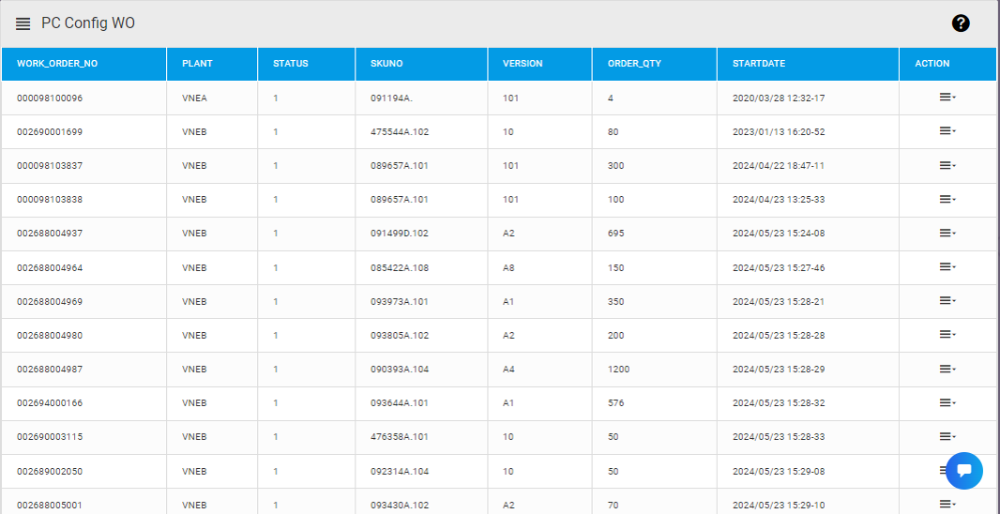 PC Config WO
WORK_ORDER_NO PLANT STATUS SKUNO VERSION ORDER_QTY STARTDATE ACTION
000098100096 VNEA 1 091194A. 101 4 2020/03/28 12:32-17
002690001699 VNEB 1 475544A.102 10 80 2023/01/13 16:20-52
000098103837 VNEB 1 089657A.101 101 300 2024/04/22 18:47-11
000098103838 VNEB 1 089657A.101 101 100 2024/04/23 13:25-33
002688004937 VNEB 1 091499D.102 A2 695 2024/05/23 15:24-08
002688004964 VNEB 1 085422A.108 A8 150 2024/05/23 15:27-46
002688004969 VNEB 1 093973A.101 A1 350 2024/05/23 15:28-21
002688004980 VNEB 1 093805A.102 A2 200 2024/05/23 15:28-28
002688004987 VNEB 1 090393A.104 A4 1200 2024/05/23 15:28-29
002694000166 VNEB 1 093644A.101 A1 576 2024/05/23 15:28-32
002690003115 VNEB 1 476358A.101 10 50 2024/05/23 15:28-33
002689002050 VNEB 1 092314A.104 10 50 2024/05/23 15:29-08
002688005001 VNEB 1 093430A.102 A2 70 2024/05/23 15:29-10